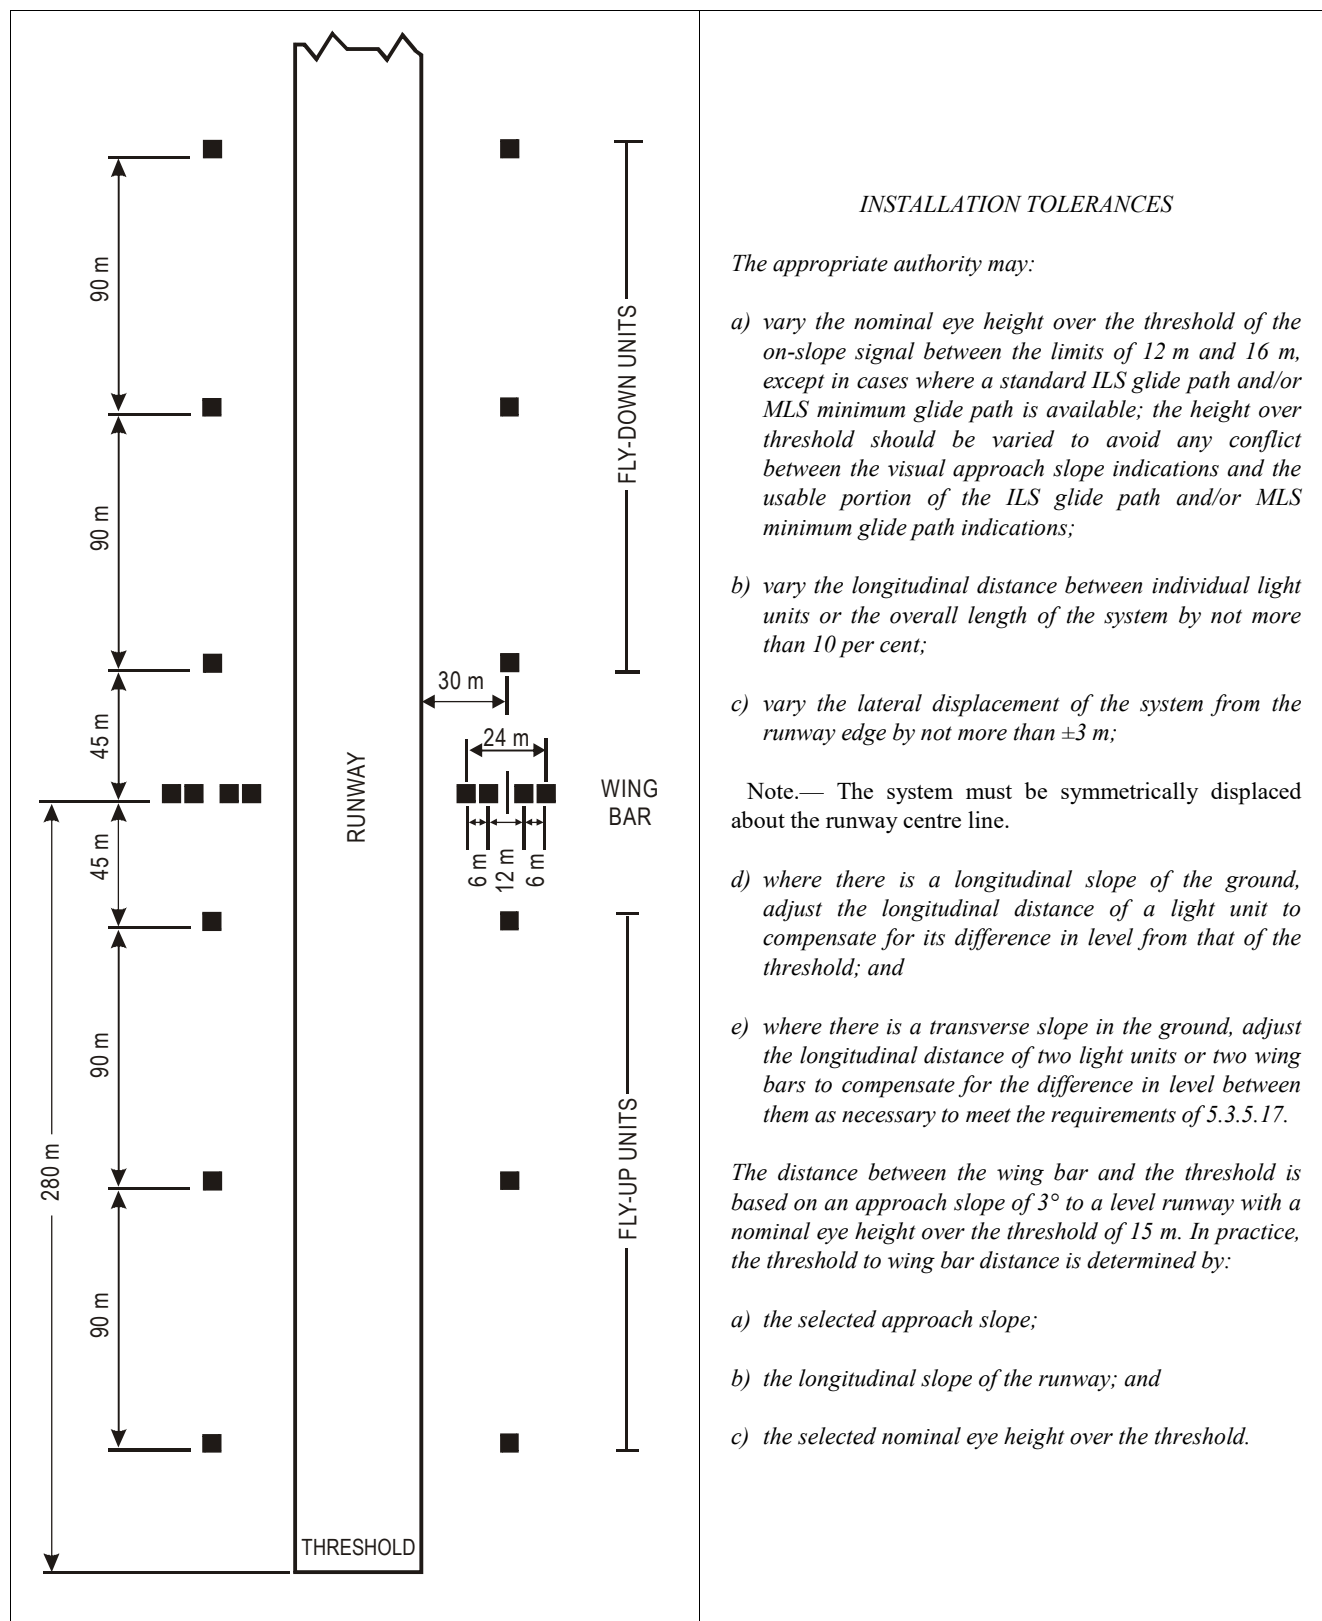 90 m
90 m
45 m
45 m
90 m
90 m
280 m
RUNWAY
THRESHOLD
30 m
24 m
6 m
12 m
6 m
FLY-DOWN UNITS
WING
BAR
FLY-UP UNITS
INSTALLATION TOLERANCES
The appropriate authority may:
a) vary the nominal eye height over the threshold of the
on-slope signal between the limits of 12 m and 16 m,
except in cases where a standard ILS glide path and/or
MLS minimum glide path is available; the height over
threshold should be varied to avoid any conflict
between the visual approach slope indications and the
usable portion of the ILS glide path and/or MLS
minimum glide path indications;
b) vary the longitudinal distance between individual light
units or the overall length of the system by not more
than 10 per cent;
c) vary the lateral displacement of the system from the
runway edge by not more than ±3 m;
Note.— The system must be symmetrically displaced
about the runway centre line.
d) where there is a longitudinal slope of the ground,
adjust the longitudinal distance of a light unit to
compensate for its difference in level from that of the
threshold; and
e) where there is a transverse slope in the ground, adjust
the longitudinal distance of two light units or two wing
bars to compensate for the difference in level between
them as necessary to meet the requirements of 5.3.5.17.
The distance between the wing bar and the threshold is
based on an approach slope of 3° to a level runway with a
nominal eye height over the threshold of 15 m. In practice,
the threshold to wing bar distance is determined by:
a) the selected approach slope;
b) the longitudinal slope of the runway; and
c) the selected nominal eye height over the threshold.